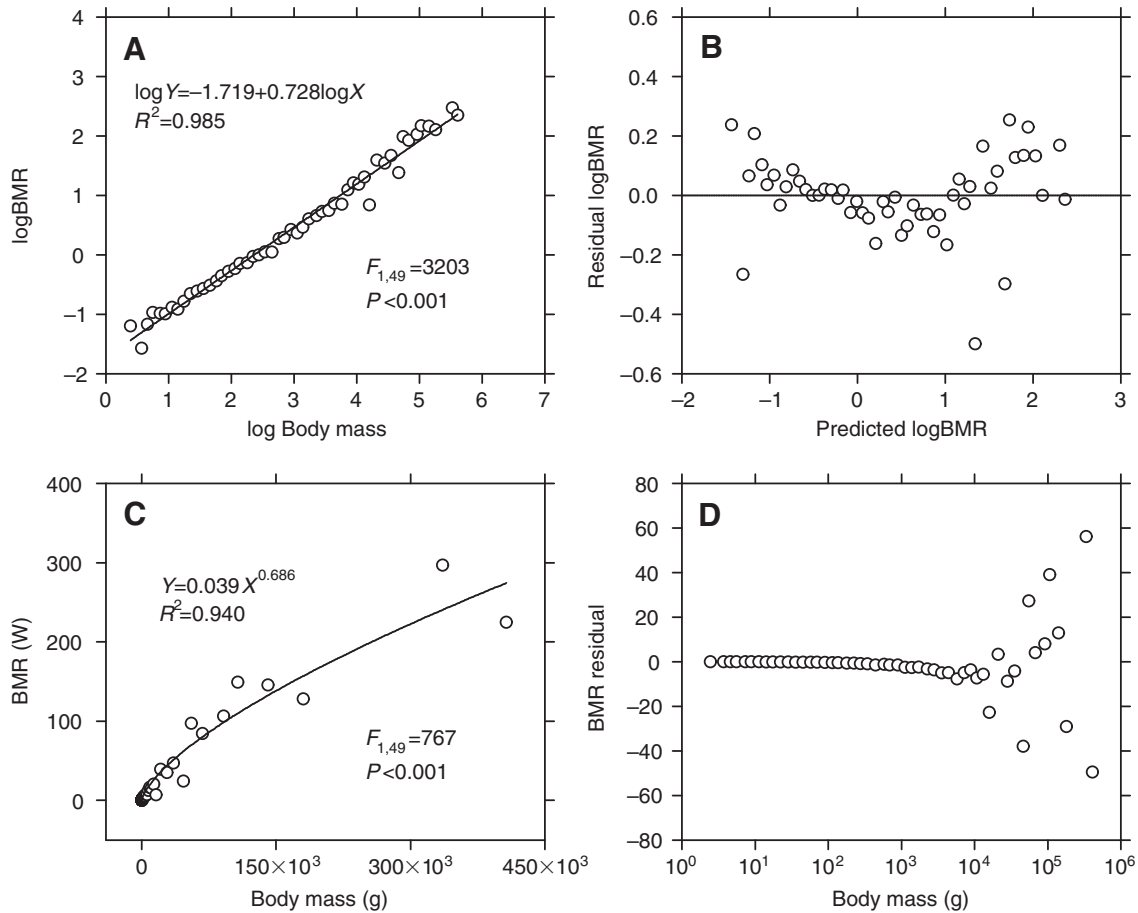 A
logY=–1.719+0.728logX
R²=0.985
F1,49=3203
P<0.001
4
3
2
1
0
–1
–2
logBMR
0 1 2 3 4 5 6 7
log Body mass
B
0.6
0.4
0.2
0.0
–0.2
–0.4
–0.6
Residual logBMR
–2 –1 0 1 2 3
Predicted logBMR
C
Y=0.039X^0.686
R²=0.940
F1,49=767
P<0.001
400
300
200
100
0
BMR (W)
0 150×10³ 300×10³ 450×10³
Body mass (g)
D
80
60
40
20
0
–20
–40
–60
–80
BMR residual
10⁰ 10¹ 10² 10³ 10⁴ 10⁵ 10⁶
Body mass (g)